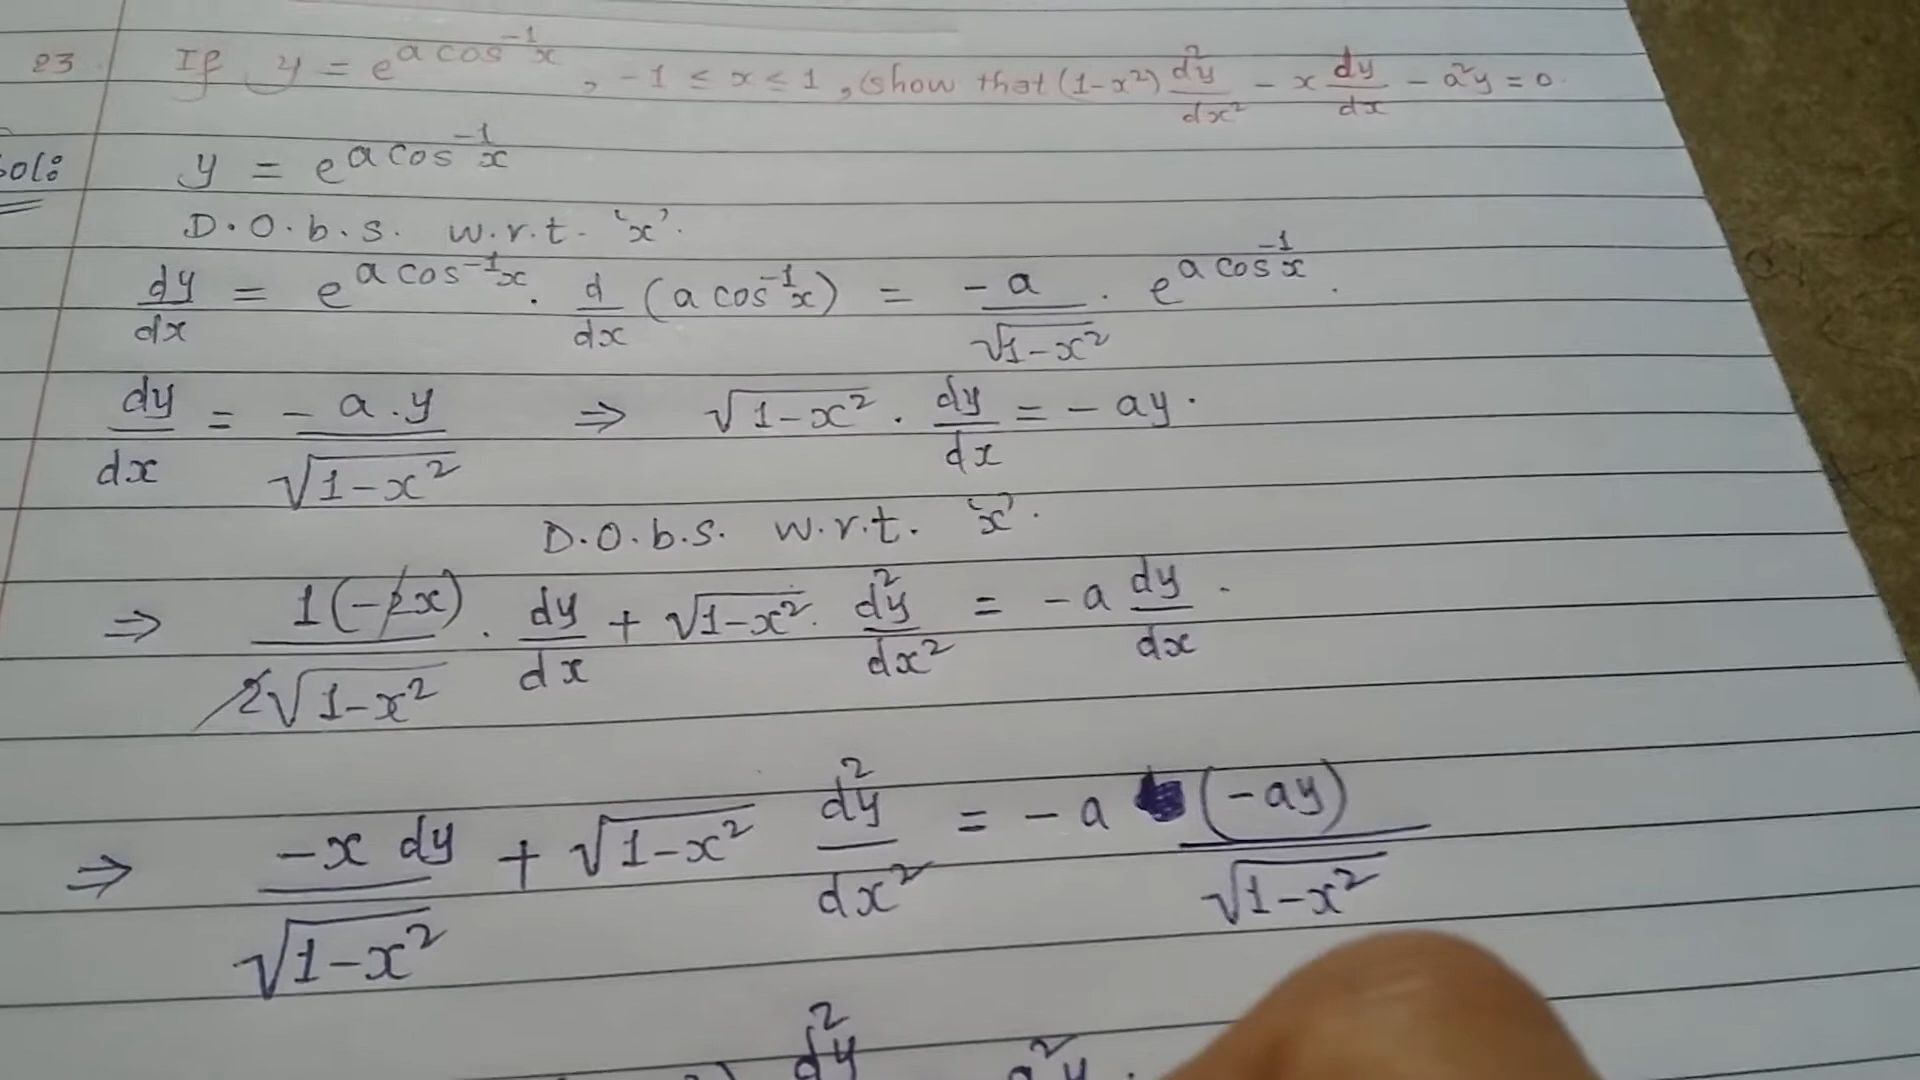 23 If y = e^{a cos^{-1}x}, -1 ≤ x ≤ 1, show that (1-x²) d²y/dx² - x dy/dx - a²y = 0.
Sol: y = e^{a cos^{-1}x}
D.O.b.s. w.r.t. 'x'.
dy/dx = e^{a cos^{-1}x} . d/dx (a cos^{-1}x) = -a/√(1-x²) . e^{a cos^{-1}x} .
dy/dx = -a.y/√(1-x²) ⇒ √(1-x²) . dy/dx = -ay.
D.O.b.s. w.r.t. 'x'.
⇒ 1(-2x)/2√(1-x²) . dy/dx + √(1-x²) . d²y/dx² = -a dy/dx .
⇒ -x dy/√(1-x²) + √(1-x²) d²y/dx² = -a (-ay)/√(1-x²)
d²y a²y .